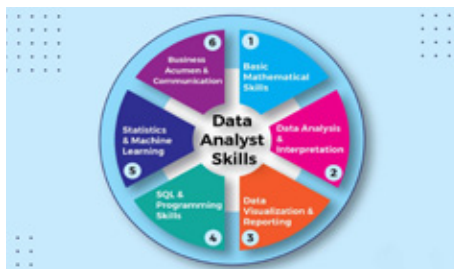 Data
Analyst
Skills
1
Basic
Mathematical
Skills
Data Analysis
&
Interpretation
2
Data
Visualization &
Reporting
3
SQL &
Programming
Skills
4
Statistics
& Machine
Learning
5
6
Business
Acumen &
Communication